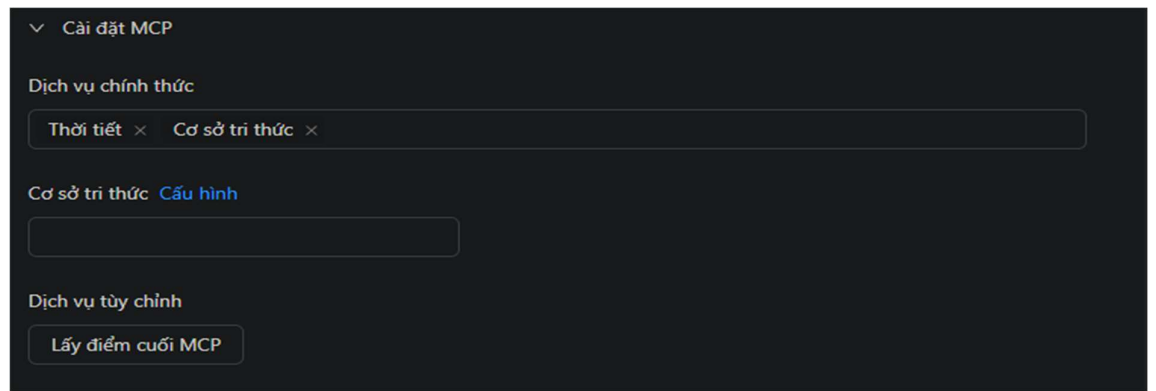 Cài đặt MCP
Dịch vụ chính thức
Thời tiết × Cơ sở tri thức ×
Cơ sở tri thức Cấu hình
Dịch vụ tùy chỉnh
Lấy điểm cuối MCP